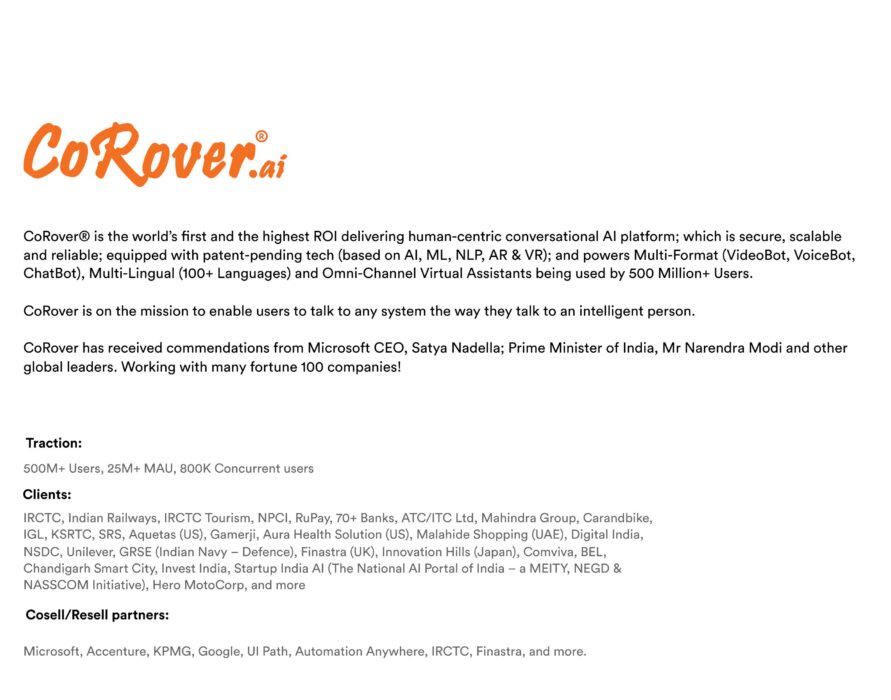 CoRover®.ai
CoRover® is the world's first and the highest ROI delivering human-centric conversational AI platform; which is secure, scalable
and reliable; equipped with patent-pending tech (based on AI, ML, NLP, AR & VR); and powers Multi-Format (VideoBot, VoiceBot,
ChatBot), Multi-Lingual (100+ Languages) and Omni-Channel Virtual Assistants being used by 500 Million+ Users.
CoRover is on the mission to enable users to talk to any system the way they talk to an intelligent person.
CoRover has received commendations from Microsoft CEO, Satya Nadella; Prime Minister of India, Mr Narendra Modi and other
global leaders. Working with many fortune 100 companies!
Traction:
500M+ Users, 25M+ MAU, 800K Concurrent users
Clients:
IRCTC, Indian Railways, IRCTC Tourism, NPCI, RuPay, 70+ Banks, ATC/ITC Ltd, Mahindra Group, Carandbike,
IGL, KSRTC, SRS, Aquetas (US), Gamerji, Aura Health Solution (US), Malahide Shopping (UAE), Digital India,
NSDC, Unilever, GRSE (Indian Navy – Defence), Finastra (UK), Innovation Hills (Japan), Comviva, BEL,
Chandigarh Smart City, Invest India, Startup India AI (The National AI Portal of India – a MEITY, NEGD &
NASSCOM Initiative), Hero MotoCorp, and more
Cosell/Resell partners:
Microsoft, Accenture, KPMG, Google, UI Path, Automation Anywhere, IRCTC, Finastra, and more.